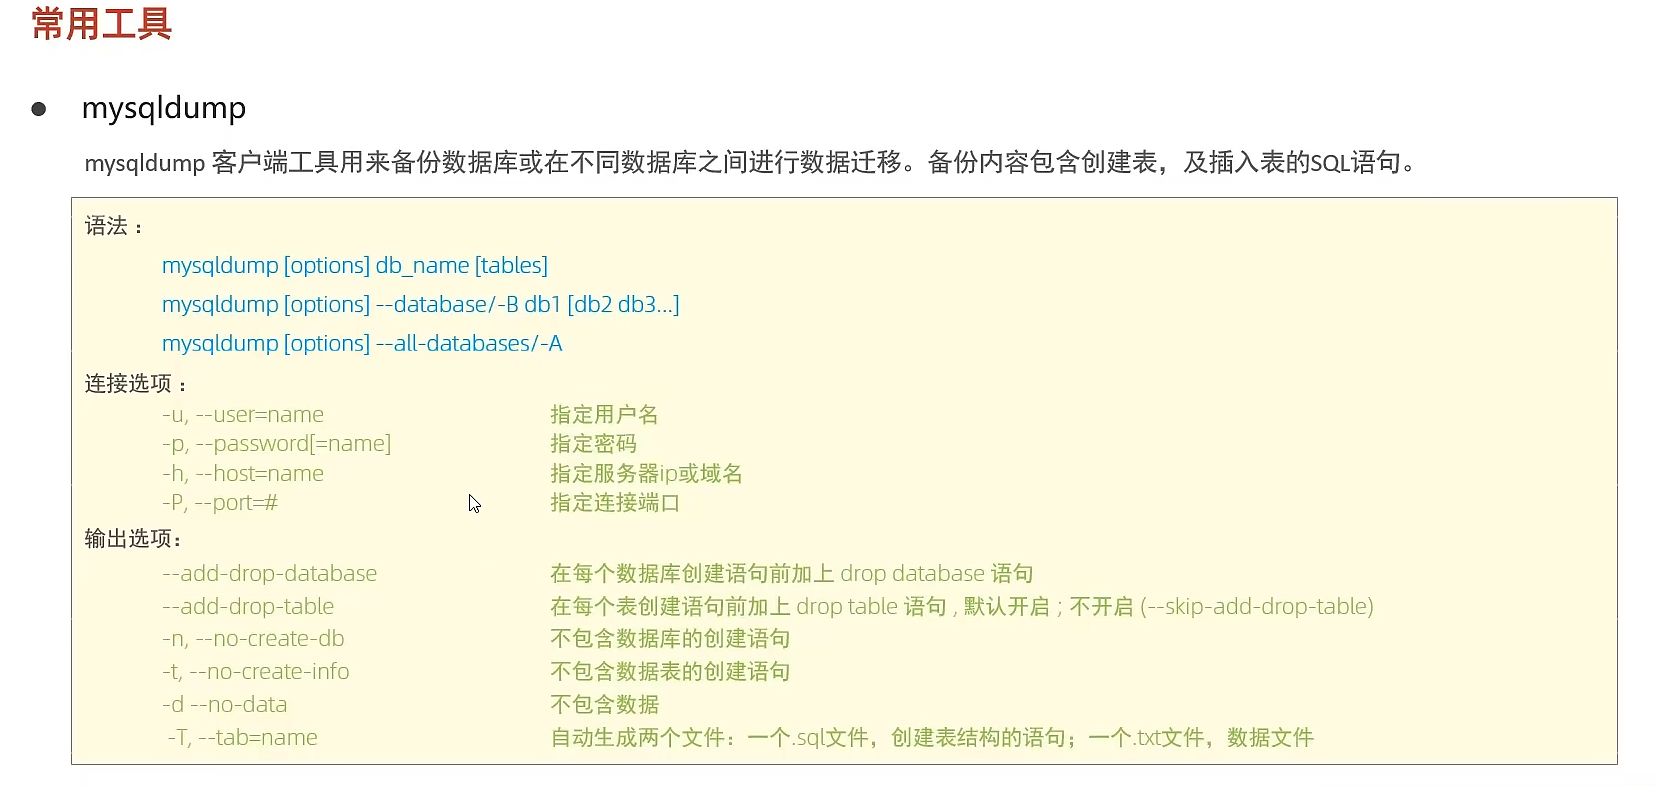 常用工具
● mysqldump
mysqldump 客户端工具用来备份数据库或在不同数据库之间进行数据迁移。备份内容包含创建表，及插入表的SQL语句。
语法 ：
mysqldump [options] db_name [tables]
mysqldump [options] --database/-B db1 [db2 db3...]
mysqldump [options] --all-databases/-A
连接选项 ：
-u, --user=name 指定用户名
-p, --password[=name] 指定密码
-h, --host=name 指定服务器ip或域名
-P, --port=# 指定连接端口
输出选项：
--add-drop-database 在每个数据库创建语句前加上 drop database 语句
--add-drop-table 在每个表创建语句前加上 drop table 语句 , 默认开启 ; 不开启 (--skip-add-drop-table)
-n, --no-create-db 不包含数据库的创建语句
-t, --no-create-info 不包含数据表的创建语句
-d --no-data 不包含数据
-T, --tab=name 自动生成两个文件：一个.sql文件，创建表结构的语句；一个.txt文件，数据文件